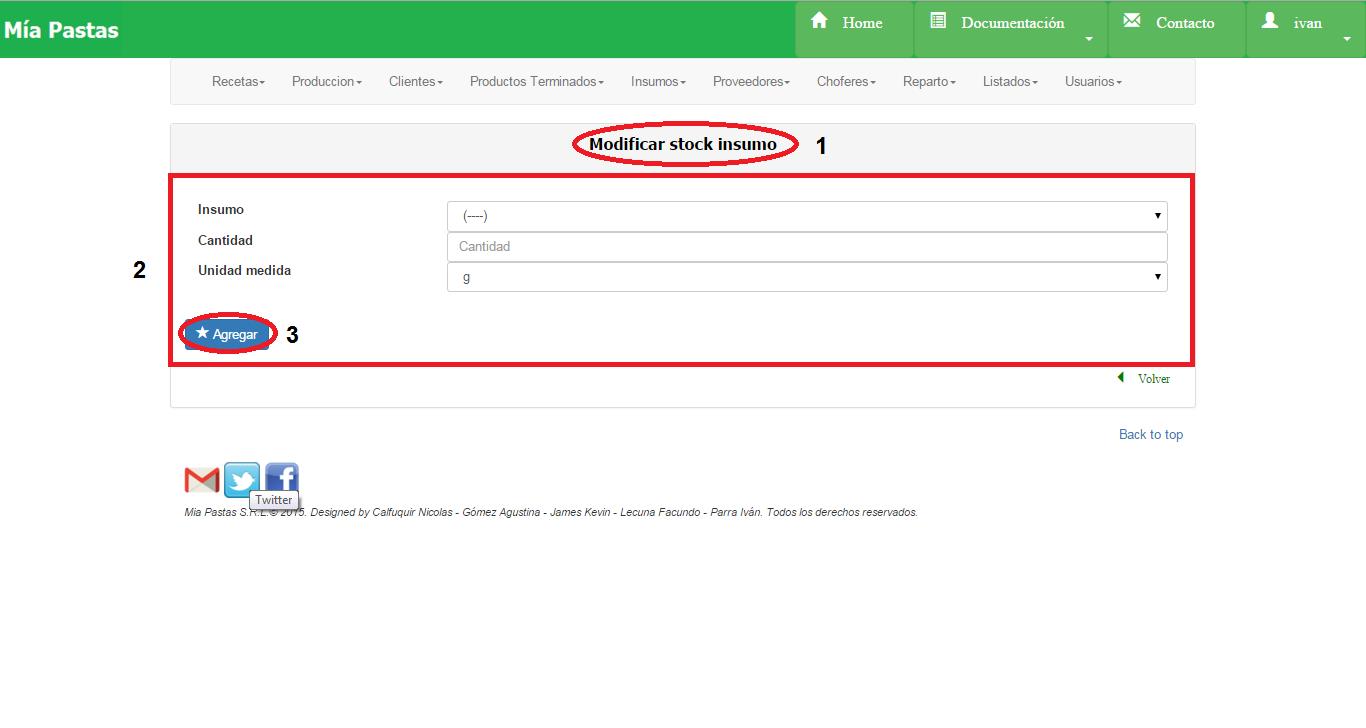 Mía Pastas Home Documentación Contacto ivan
Recetas Produccion Clientes Productos Terminados Insumos Proveedores Choferes Reparto Listados Usuarios
Modificar stock insumo 1
Insumo (----)
Cantidad Cantidad
2
Unidad medida g
Agregar 3
Volver
Back to top
Twitter
Mia Pastas S.R.L.© 2015. Designed by Calfuquir Nicolas - Gómez Agustina - James Kevin - Lecuna Facundo - Parra Iván. Todos los derechos reservados.